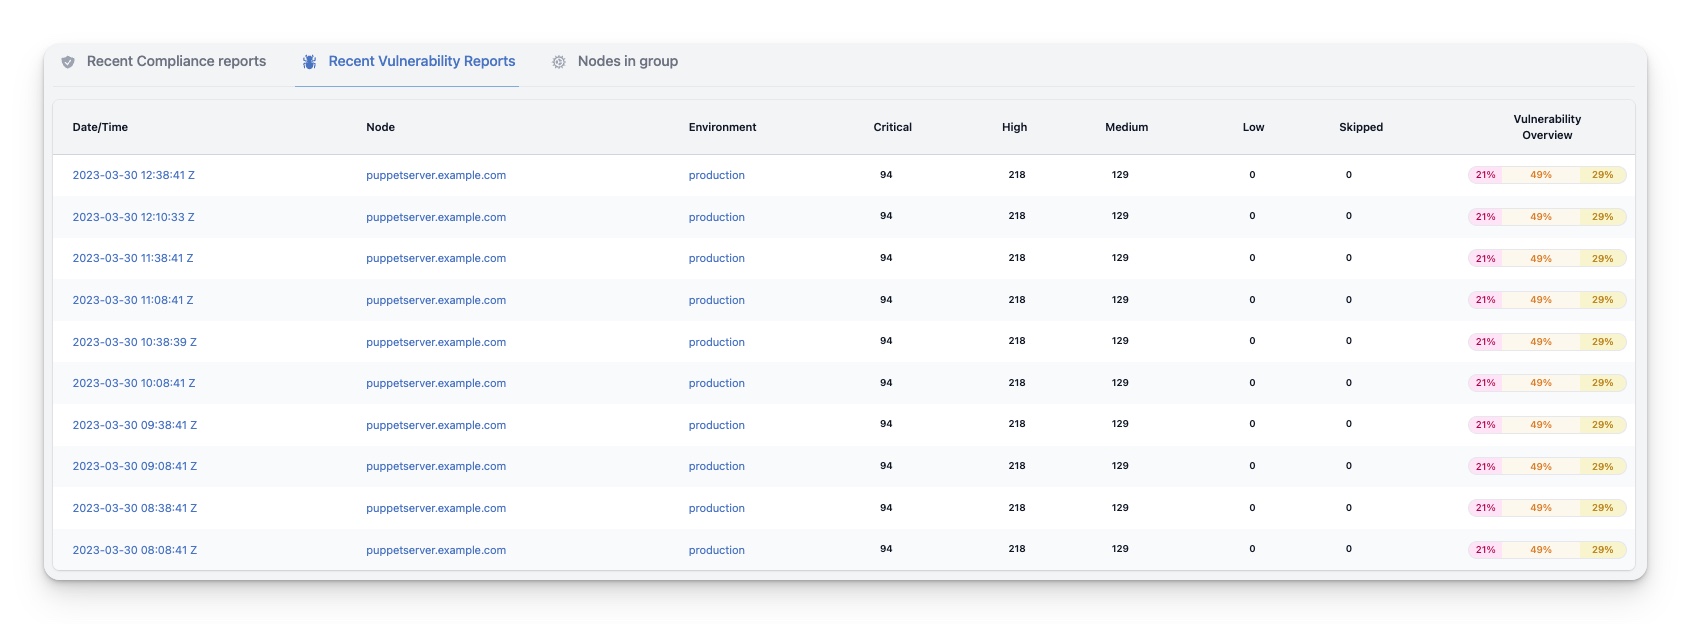 Recent Compliance reports Recent Vulnerability Reports Nodes in group
Date/Time Node Environment Critical High Medium Low Skipped Vulnerability Overview
2023-03-30 12:38:41 Z puppetserver.example.com production 94 218 129 0 0 21% 49% 29%
2023-03-30 12:10:33 Z puppetserver.example.com production 94 218 129 0 0 21% 49% 29%
2023-03-30 11:38:41 Z puppetserver.example.com production 94 218 129 0 0 21% 49% 29%
2023-03-30 11:08:41 Z puppetserver.example.com production 94 218 129 0 0 21% 49% 29%
2023-03-30 10:38:39 Z puppetserver.example.com production 94 218 129 0 0 21% 49% 29%
2023-03-30 10:08:41 Z puppetserver.example.com production 94 218 129 0 0 21% 49% 29%
2023-03-30 09:38:41 Z puppetserver.example.com production 94 218 129 0 0 21% 49% 29%
2023-03-30 09:08:41 Z puppetserver.example.com production 94 218 129 0 0 21% 49% 29%
2023-03-30 08:38:41 Z puppetserver.example.com production 94 218 129 0 0 21% 49% 29%
2023-03-30 08:08:41 Z puppetserver.example.com production 94 218 129 0 0 21% 49% 29%